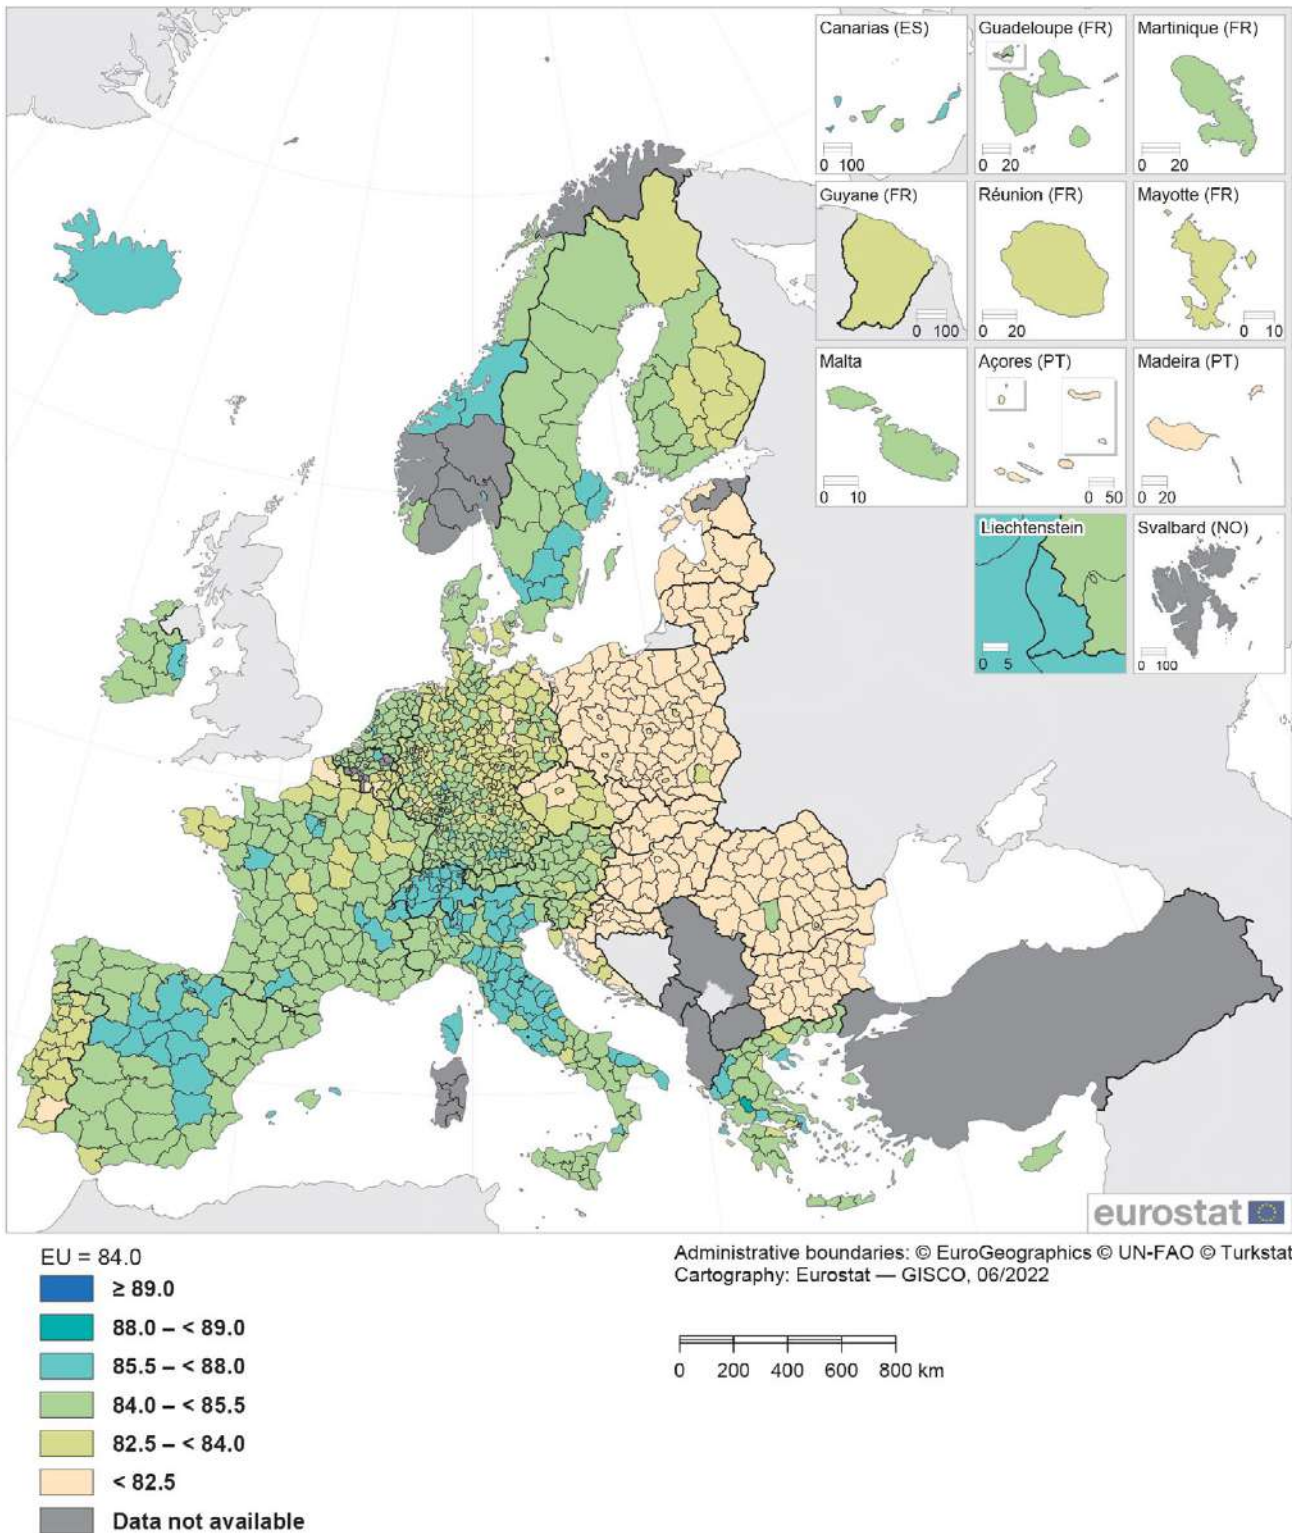 Canarias (ES)
0 100
Guadeloupe (FR)
0 20
Martinique (FR)
0 20
Guyane (FR)
0 100
Réunion (FR)
0 20
Mayotte (FR)
0 10
Malta
0 10
Açores (PT)
0 50
Madeira (PT)
0 20
Liechtenstein
0 5
Svalbard (NO)
0 100
eurostat
EU = 84.0
≥ 89.0
88.0 – < 89.0
85.5 – < 88.0
84.0 – < 85.5
82.5 – < 84.0
< 82.5
Data not available
Administrative boundaries: © EuroGeographics © UN-FAO © Turkstat
Cartography: Eurostat — GISCO, 06/2022
0 200 400 600 800 km